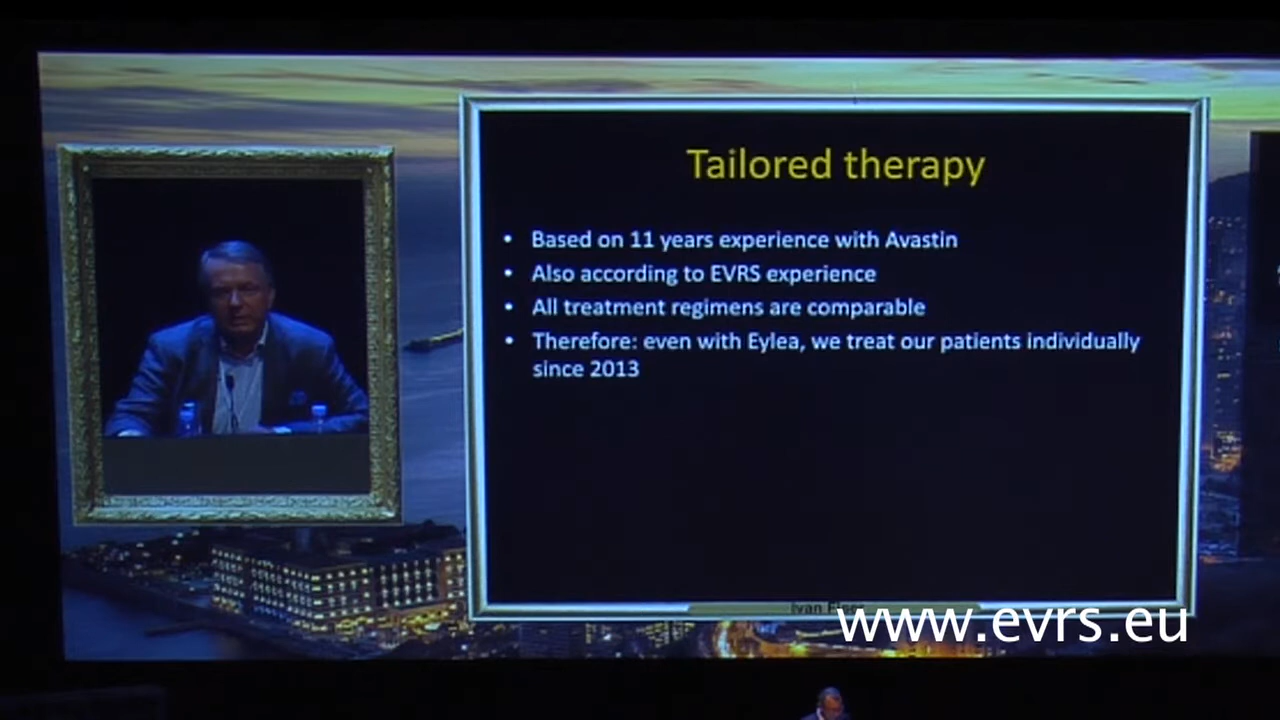 Tailored therapy
• Based on 11 years experience with Avastin
• Also according to EVRS experience
• All treatment regimens are comparable
• Therefore: even with Eylea, we treat our patients individually
since 2013
Ivan
www.evrs.eu